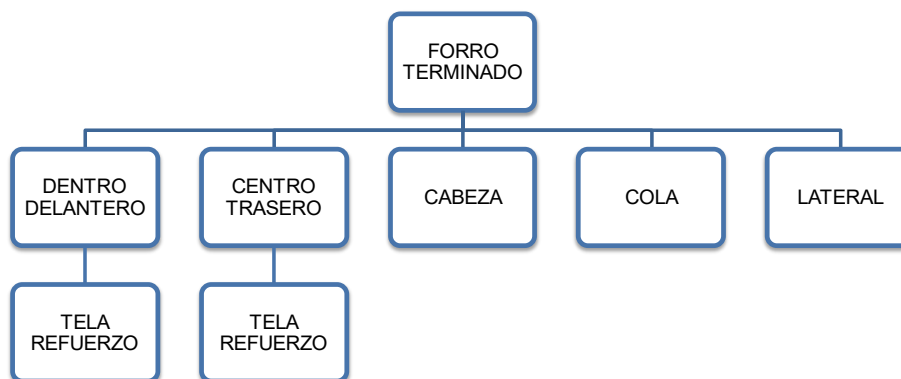 FORRO
TERMINADO
DENTRO
DELANTERO
CENTRO
TRASERO
CABEZA
COLA
LATERAL
TELA
REFUERZO
TELA
REFUERZO